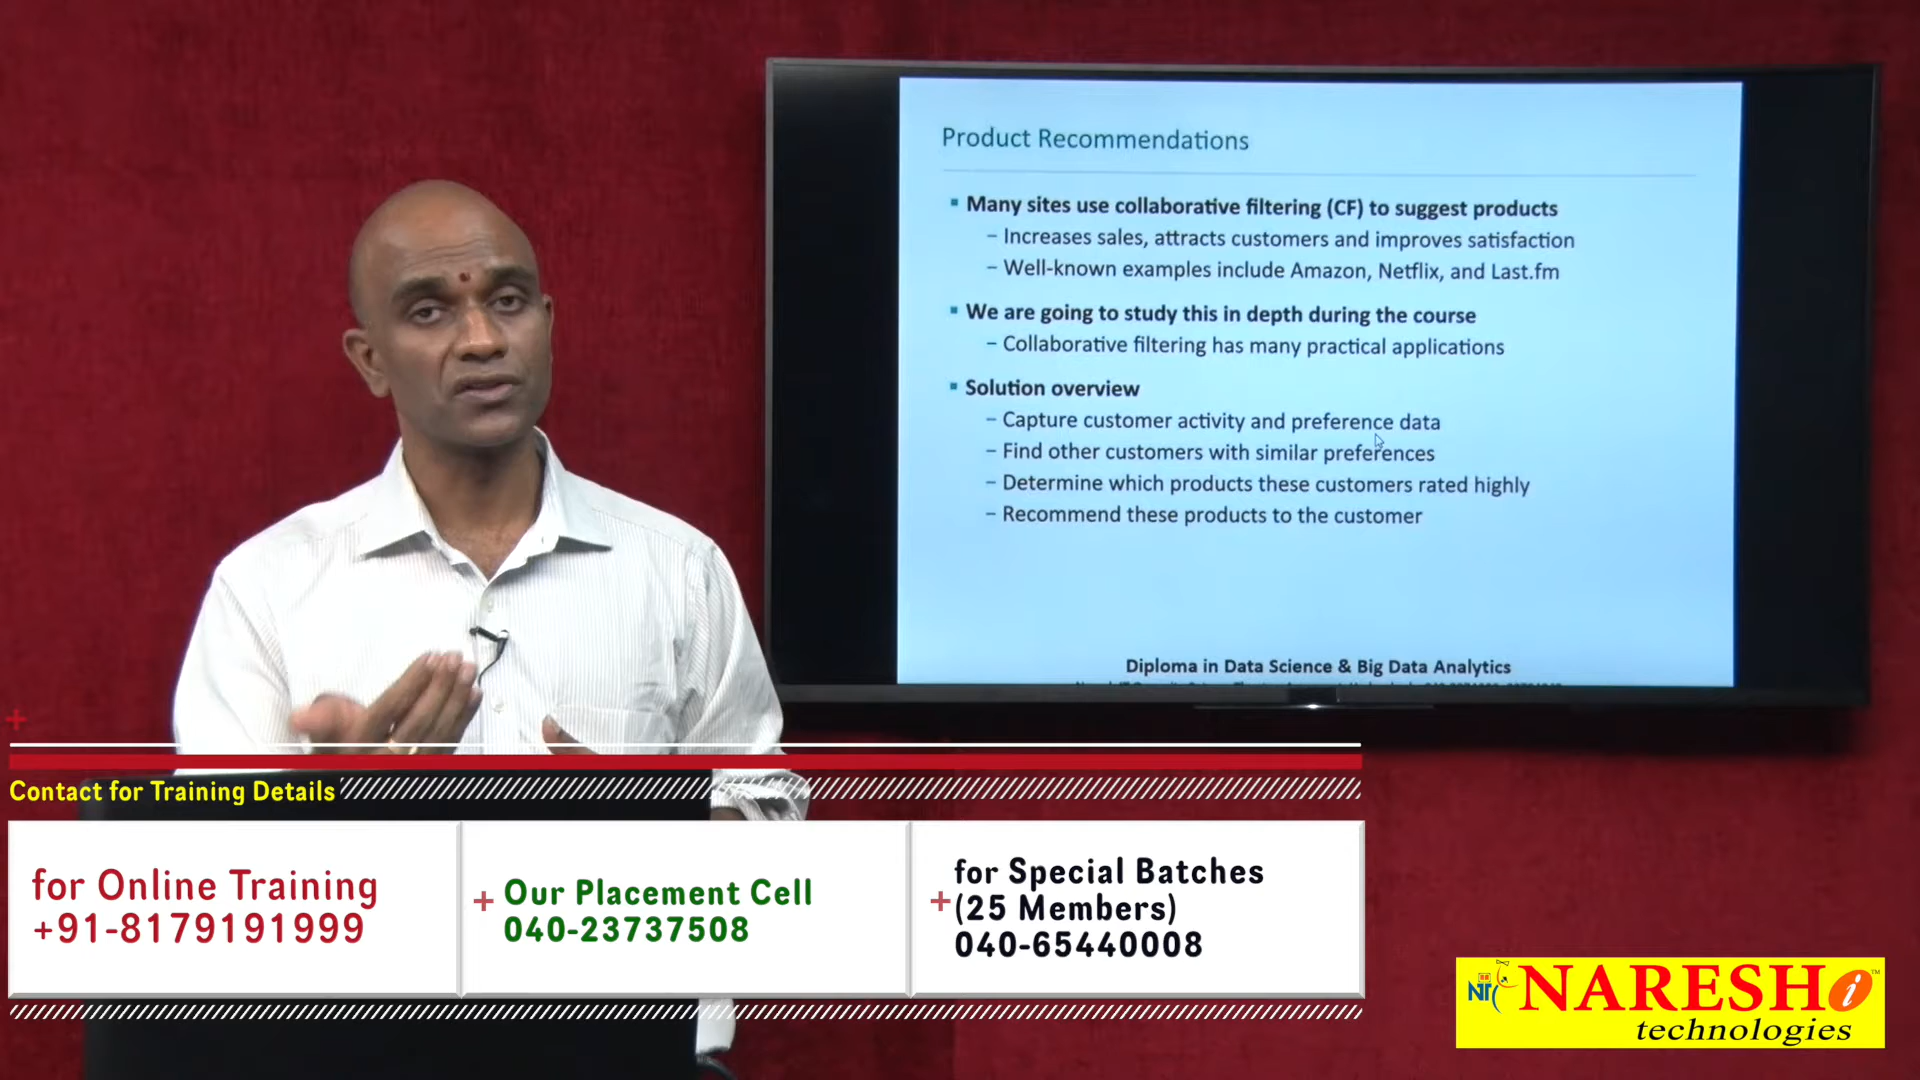 Product Recommendations
Many sites use collaborative filtering (CF) to suggest products
– Increases sales, attracts customers and improves satisfaction
– Well-known examples include Amazon, Netflix, and Last.fm
We are going to study this in depth during the course
– Collaborative filtering has many practical applications
Solution overview
– Capture customer activity and preference data
– Find other customers with similar preferences
– Determine which products these customers rated highly
– Recommend these products to the customer
Diploma in Data Science & Big Data Analytics
Contact for Training Details
for Online Training
+91-8179191999
+ Our Placement Cell
040-23737508
+ for Special Batches
(25 Members)
040-65440008
NARESH i ™
technologies